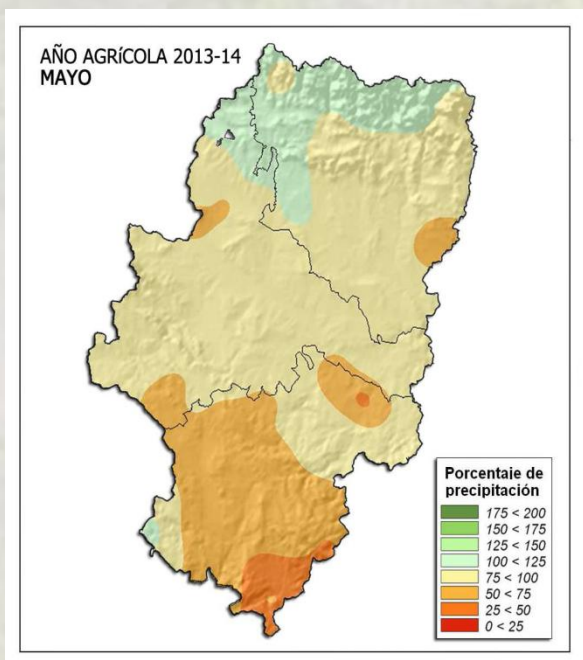 AÑO AGRíCOLA 2013-14
MAYO
Porcentaje de
precipitación
175 < 200
150 < 175
125 < 150
100 < 125
75 < 100
50 < 75
25 < 50
0 < 25